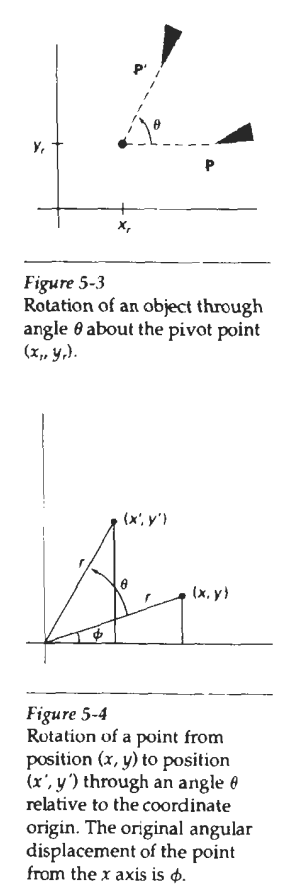 P'
θ
y_r
P
x_r
Figure 5-3
Rotation of an object through
angle θ about the pivot point
(x_r, y_r).
(x', y')
r
θ
r
(x, y)
ϕ
Figure 5-4
Rotation of a point from
position (x, y) to position
(x', y') through an angle θ
relative to the coordinate
origin. The original angular
displacement of the point
from the x axis is ϕ.